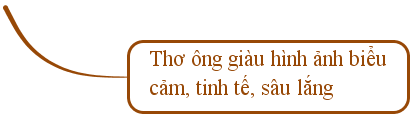 Thơ ông giàu hình ảnh biểu
cảm, tinh tế, sâu lắng